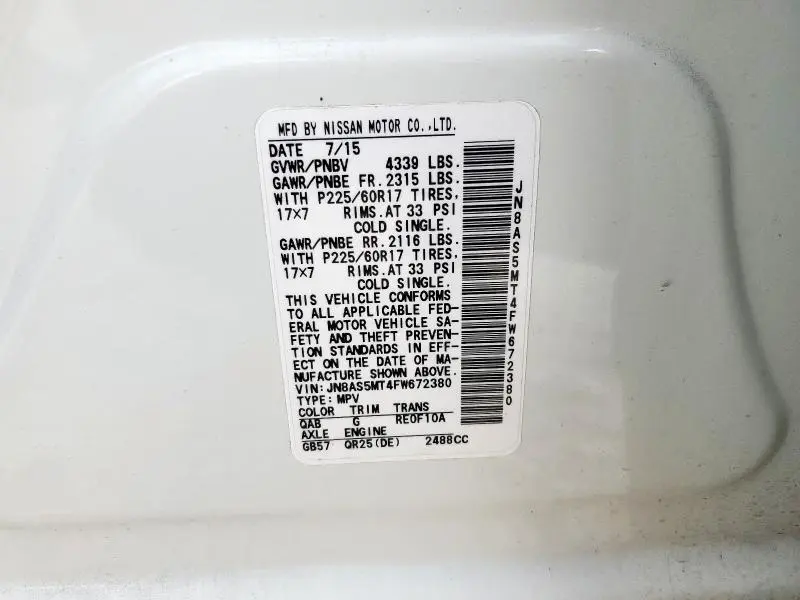 MFD BY NISSAN MOTOR CO.,LTD.
DATE 7/15
GVWR/PNBV 4339 LBS.
GAWR/PNBE FR.2315 LBS.
WITH P225/60R17 TIRES,
17×7 RIMS.AT 33 PSI
COLD SINGLE.
GAWR/PNBE RR.2116 LBS.
WITH P225/60R17 TIRES,
17×7 RIMS.AT 33 PSI
COLD SINGLE.
THIS VEHICLE CONFORMS
TO ALL APPLICABLE FED-
ERAL MOTOR VEHICLE SA-
FETY AND THEFT PREVEN-
TION STANDARDS IN EFF-
ECT ON THE DATE OF MA-
NUFACTURE SHOWN ABOVE.
VIN:JN8AS5MT4FW672380
TYPE:MPV
COLOR TRIM TRANS
QAB G RE0F10A
AXLE ENGINE
GB57 QR25(DE) 2488CC
JN8AS5MT4FW672380